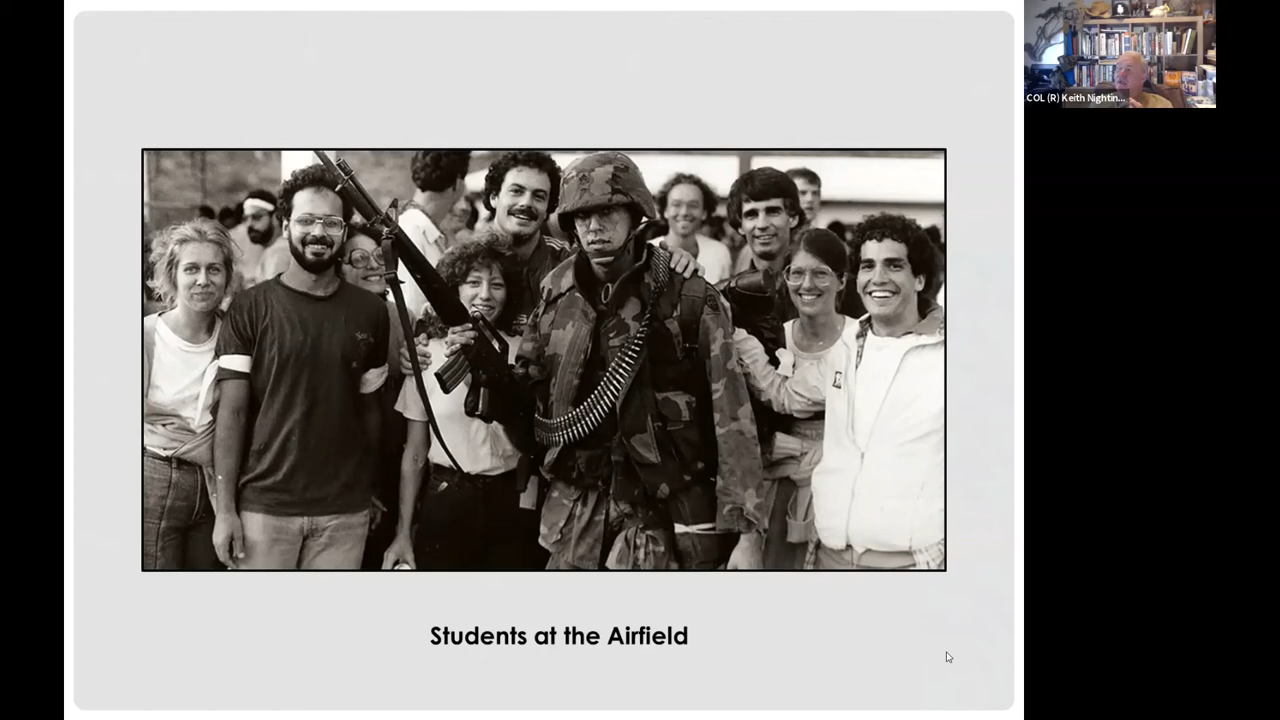 COL (R) Keith Nightin...
Students at the Airfield